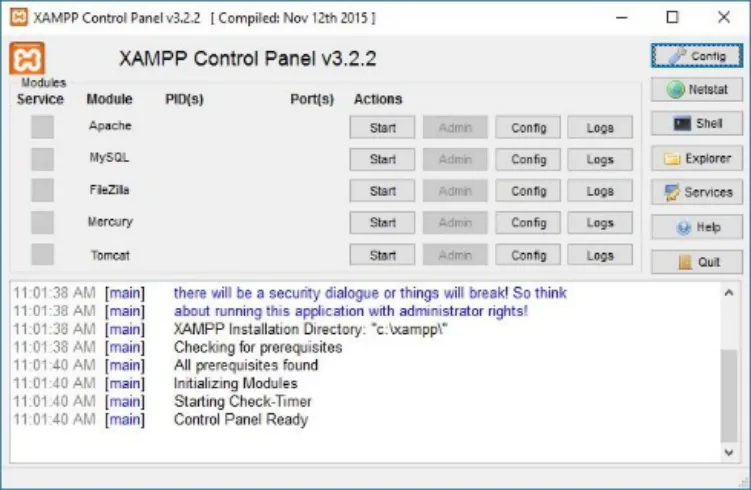 XAMPP Control Panel v3.2.2 [ Compiled: Nov 12th 2015 ]
XAMPP Control Panel v3.2.2
Config
Modules
Service Module PID(s) Port(s) Actions
Netstat
Apache Start Admin Config Logs
Shell
MySQL Start Admin Config Logs
Explorer
FileZilla Start Admin Config Logs
Services
Mercury Start Admin Config Logs
Help
Tomcat Start Admin Config Logs
Quit
11:01:38 AM [main] there will be a security dialogue or things will break! So think
11:01:38 AM [main] about running this application with administrator rights!
11:01:38 AM [main] XAMPP Installation Directory: "c:\xampp\"
11:01:38 AM [main] Checking for prerequisites
11:01:40 AM [main] All prerequisites found
11:01:40 AM [main] Initializing Modules
11:01:40 AM [main] Starting Check-Timer
11:01:40 AM [main] Control Panel Ready